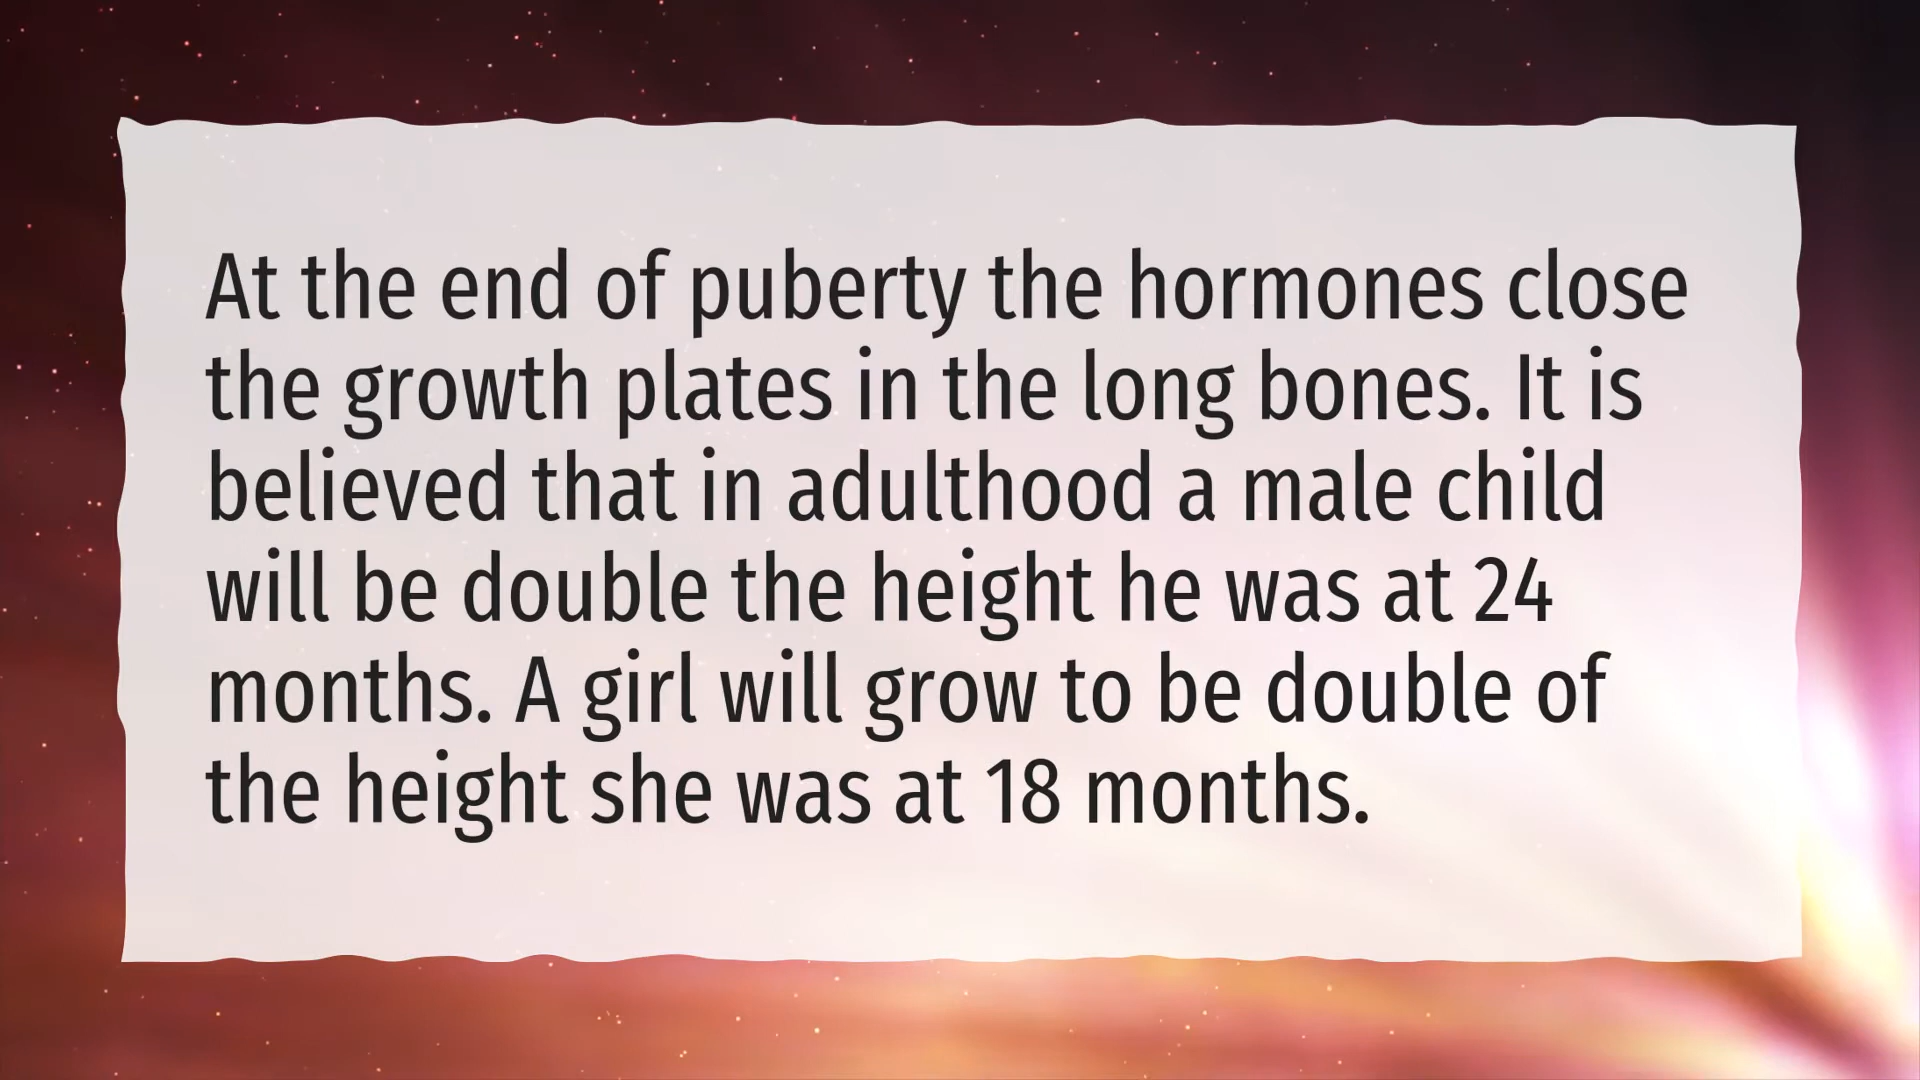 At the end of puberty the hormones close
the growth plates in the long bones. It is
believed that in adulthood a male child
will be double the height he was at 24
months. A girl will grow to be double of
the height she was at 18 months.